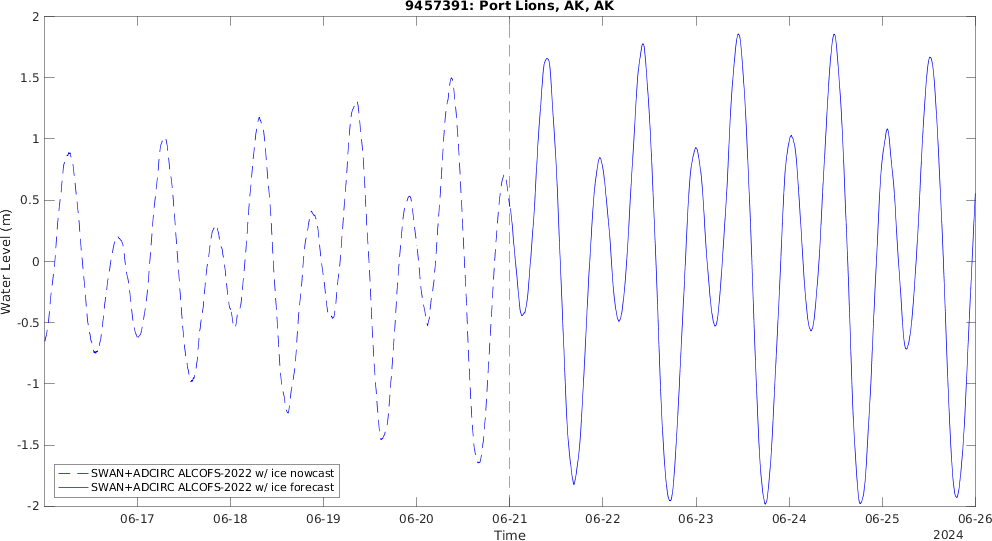 9457391: Port Lions, AK, AK
2
1.5
1
0.5
0
-0.5
-1
-1.5
-2
Water Level (m)
SWAN+ADCIRC ALCOFS-2022 w/ ice nowcast
SWAN+ADCIRC ALCOFS-2022 w/ ice forecast
06-17 06-18 06-19 06-20 06-21 06-22 06-23 06-24 06-25 06-26
Time
2024